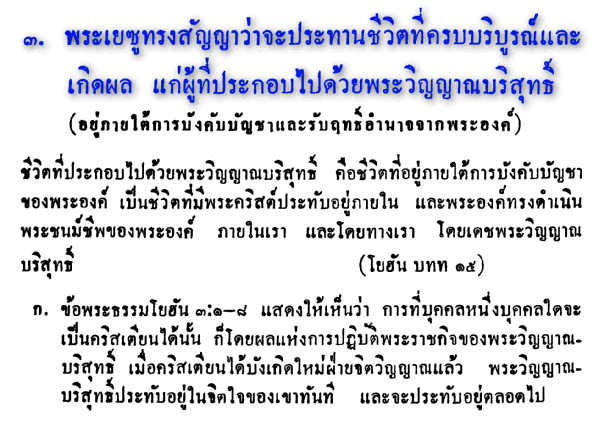 ๓. พระเยซูทรงสัญญาว่าจะประทานชีวิตที่ครบบริบูรณ์และ
เกิดผล แก่ผู้ที่ประกอบไปด้วยพระวิญญาณบริสุทธิ์
(อยู่ภายใต้การบังคับบัญชาและรับฤทธิ์อำนาจจากพระองค์)
ชีวิตที่ประกอบไปด้วยพระวิญญาณบริสุทธิ์ คือชีวิตที่อยู่ภายใต้การบังคับบัญชา
ของพระองค์ เป็นชีวิตที่มีพระคริสต์ประทับอยู่ภายใน และพระองค์ทรงดำเนิน
พระชนม์ชีพของพระองค์ ภายในเรา และโดยทางเรา โดยเดชพระวิญญาณ
บริสุทธิ์ (โยฮัน บทท ๑๕)
ก. ข้อพระธรรมโยฮัน ๓:๑-๘ แสดงให้เห็นว่า การที่บุคคลหนึ่งบุคคลใดจะ
เป็นคริสเตียนได้นั้น ก็โดยผลแห่งการปฏิบัติพระราชกิจของพระวิญญาณ-
บริสุทธิ์ เมื่อคริสเตียนได้บังเกิดใหม่ฝ่ายจิตวิญญาณแล้ว พระวิญญาณ-
บริสุทธิ์ประทับอยู่ในจิตใจของเขาทันที และจะประทับอยู่ตลอดไป